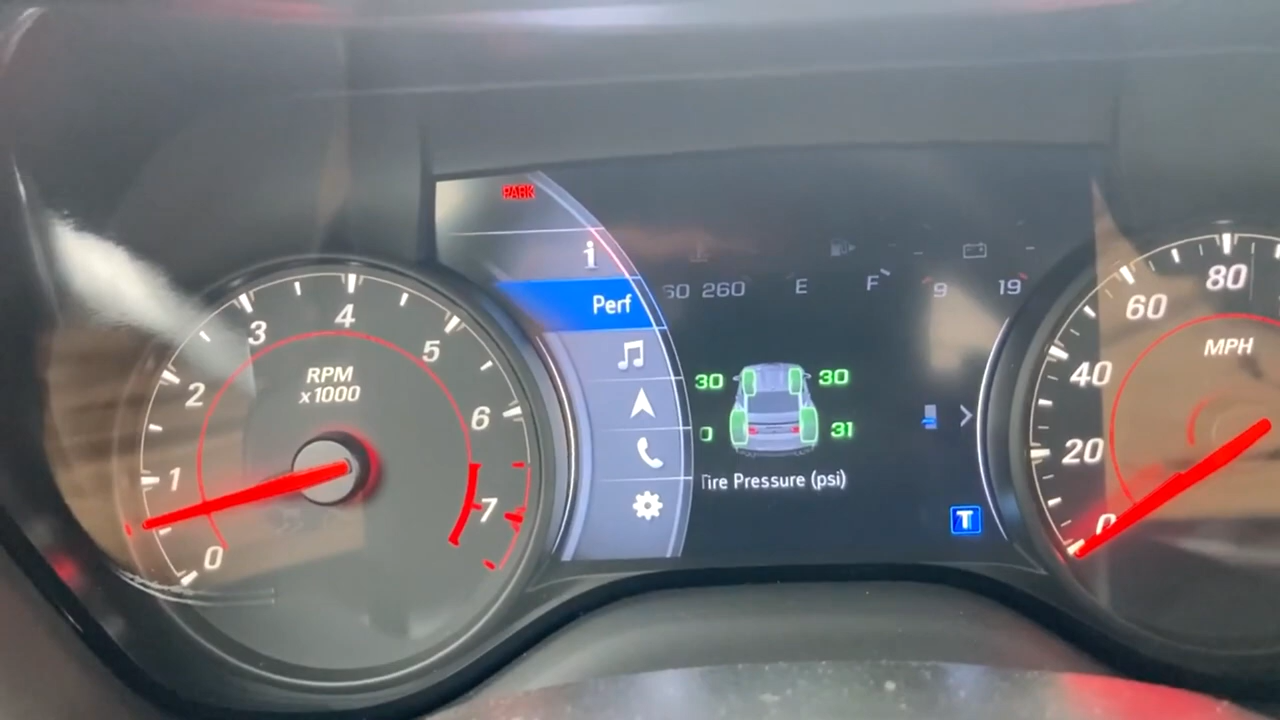 PARK
i
Perf
60 260 E F 9 19
30 30
0 31
Tire Pressure (psi)
T
RPM
x1000
0 1 2 3 4 5 6 7
MPH
0 20 40 60 80